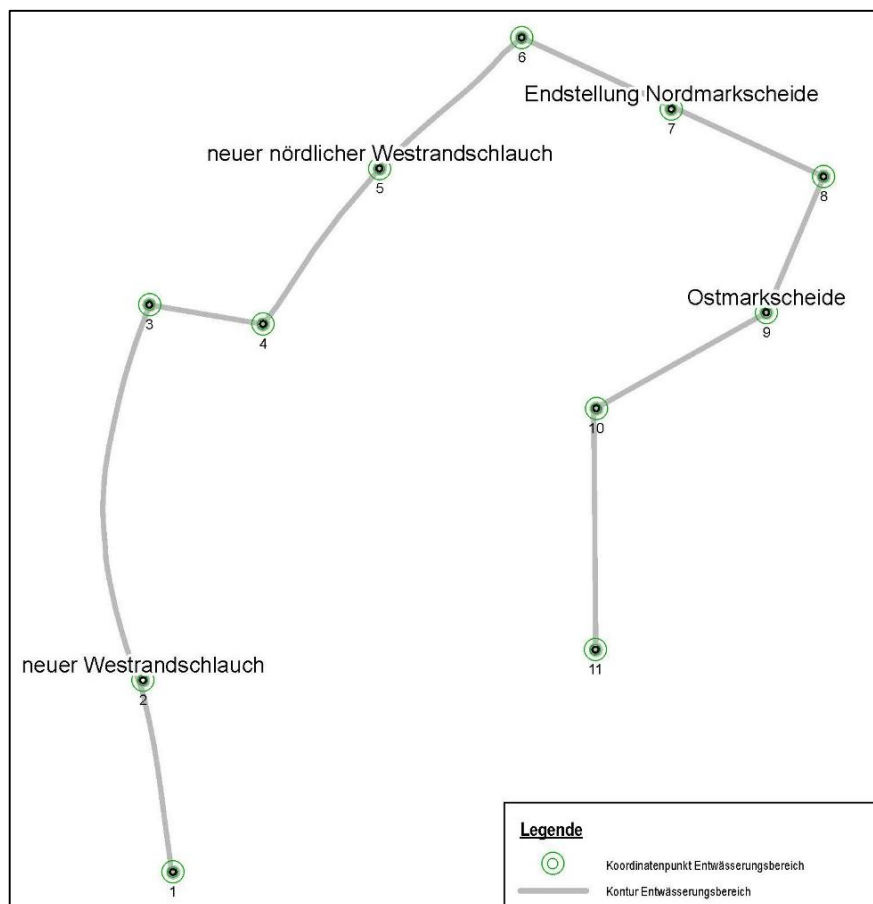 6
Endstellung Nordmarkscheide
7
neuer nördlicher Westrandschlauch
5
8
Ostmarkscheide
3
9
4
10
neuer Westrandschlauch
11
2
1
Legende
Koordinatenpunkt Entwässerungsbereich
Kontur Entwässerungsbereich